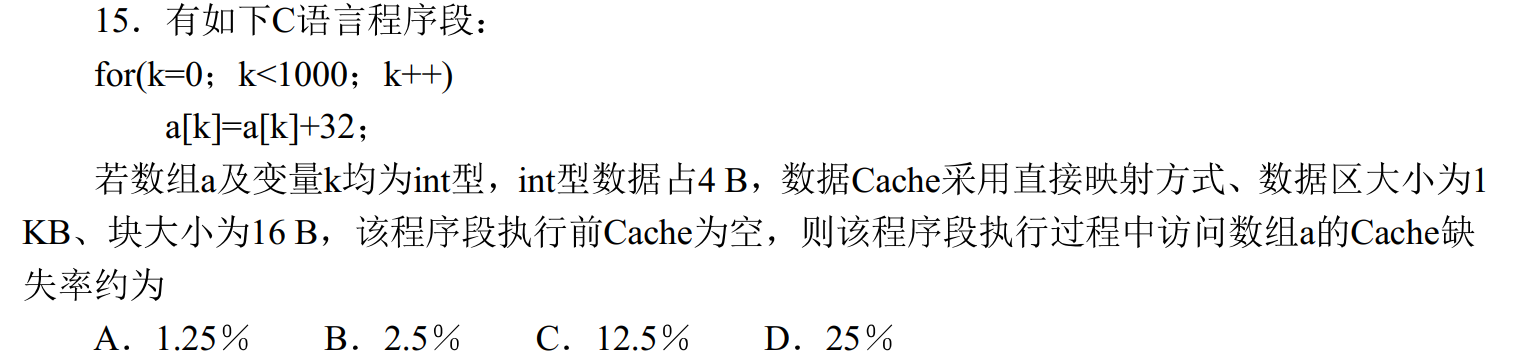 15．有如下C语言程序段：
for(k=0；k<1000；k++)
a[k]=a[k]+32；
若数组a及变量k均为int型，int型数据占4 B，数据Cache采用直接映射方式、数据区大小为1
KB、块大小为16 B，该程序段执行前Cache为空，则该程序段执行过程中访问数组a的Cache缺
失率约为
A．1.25％ B．2.5％ C．12.5％ D．25％